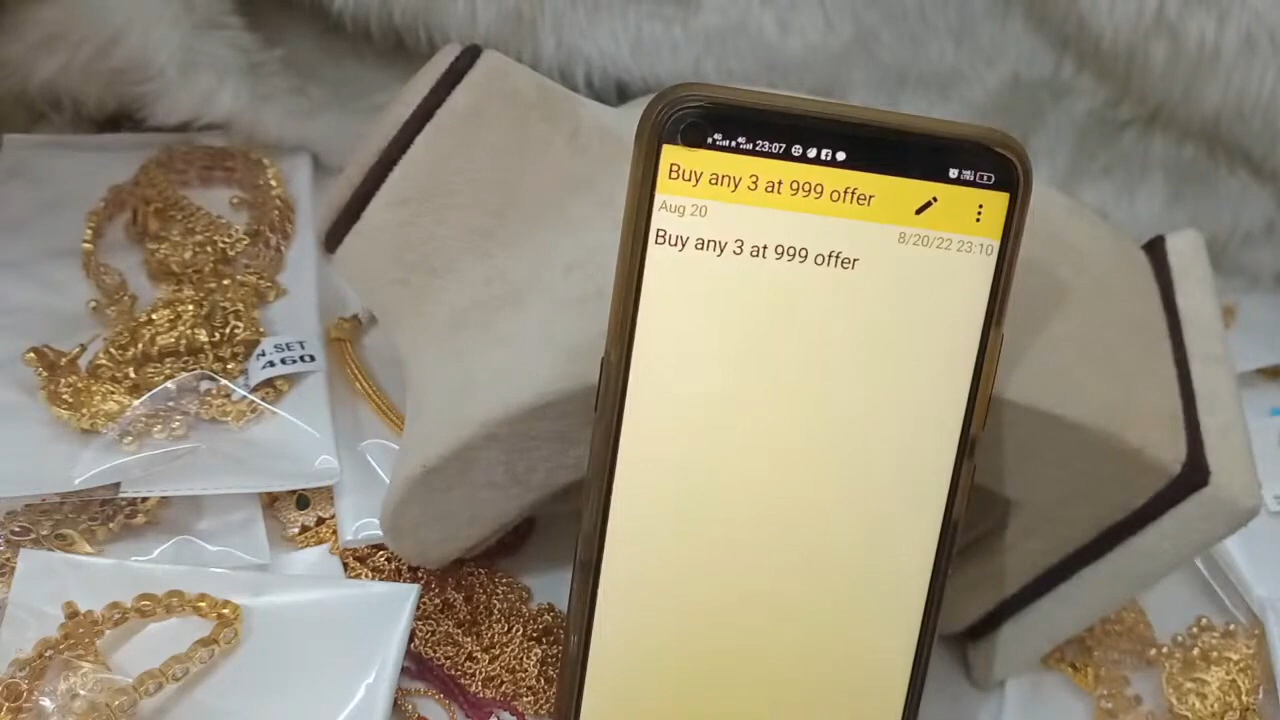 23:07
Buy any 3 at 999 offer
Aug 20
8/20/22 23:10
Buy any 3 at 999 offer
N.SET
460